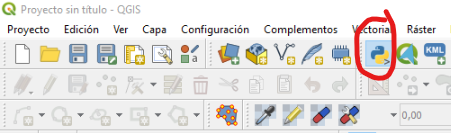 Proyecto sin título - QGIS
Proyecto Edición Ver Capa Configuración Complementos Vectorial Ráster
KML
0,00